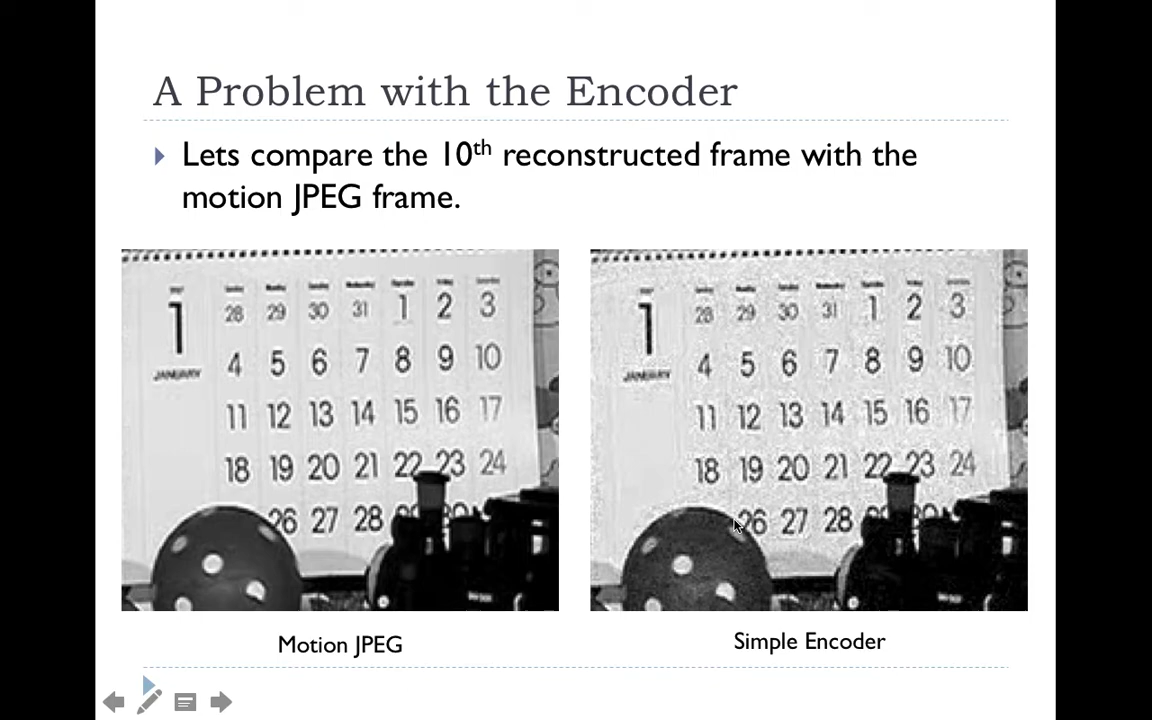 A Problem with the Encoder
Lets compare the 10th reconstructed frame with the
motion JPEG frame.
1
28 29 30 31 1 2 3
JANUARY
4 5 6 7 8 9 10
11 12 13 14 15 16 17
18 19 20 21 22 23 24
26 27 28
1
28 29 30 31 1 2 3
JANUARY
4 5 6 7 8 9 10
11 12 13 14 15 16 17
18 19 20 21 22 23 24
26 27 28
Motion JPEG
Simple Encoder